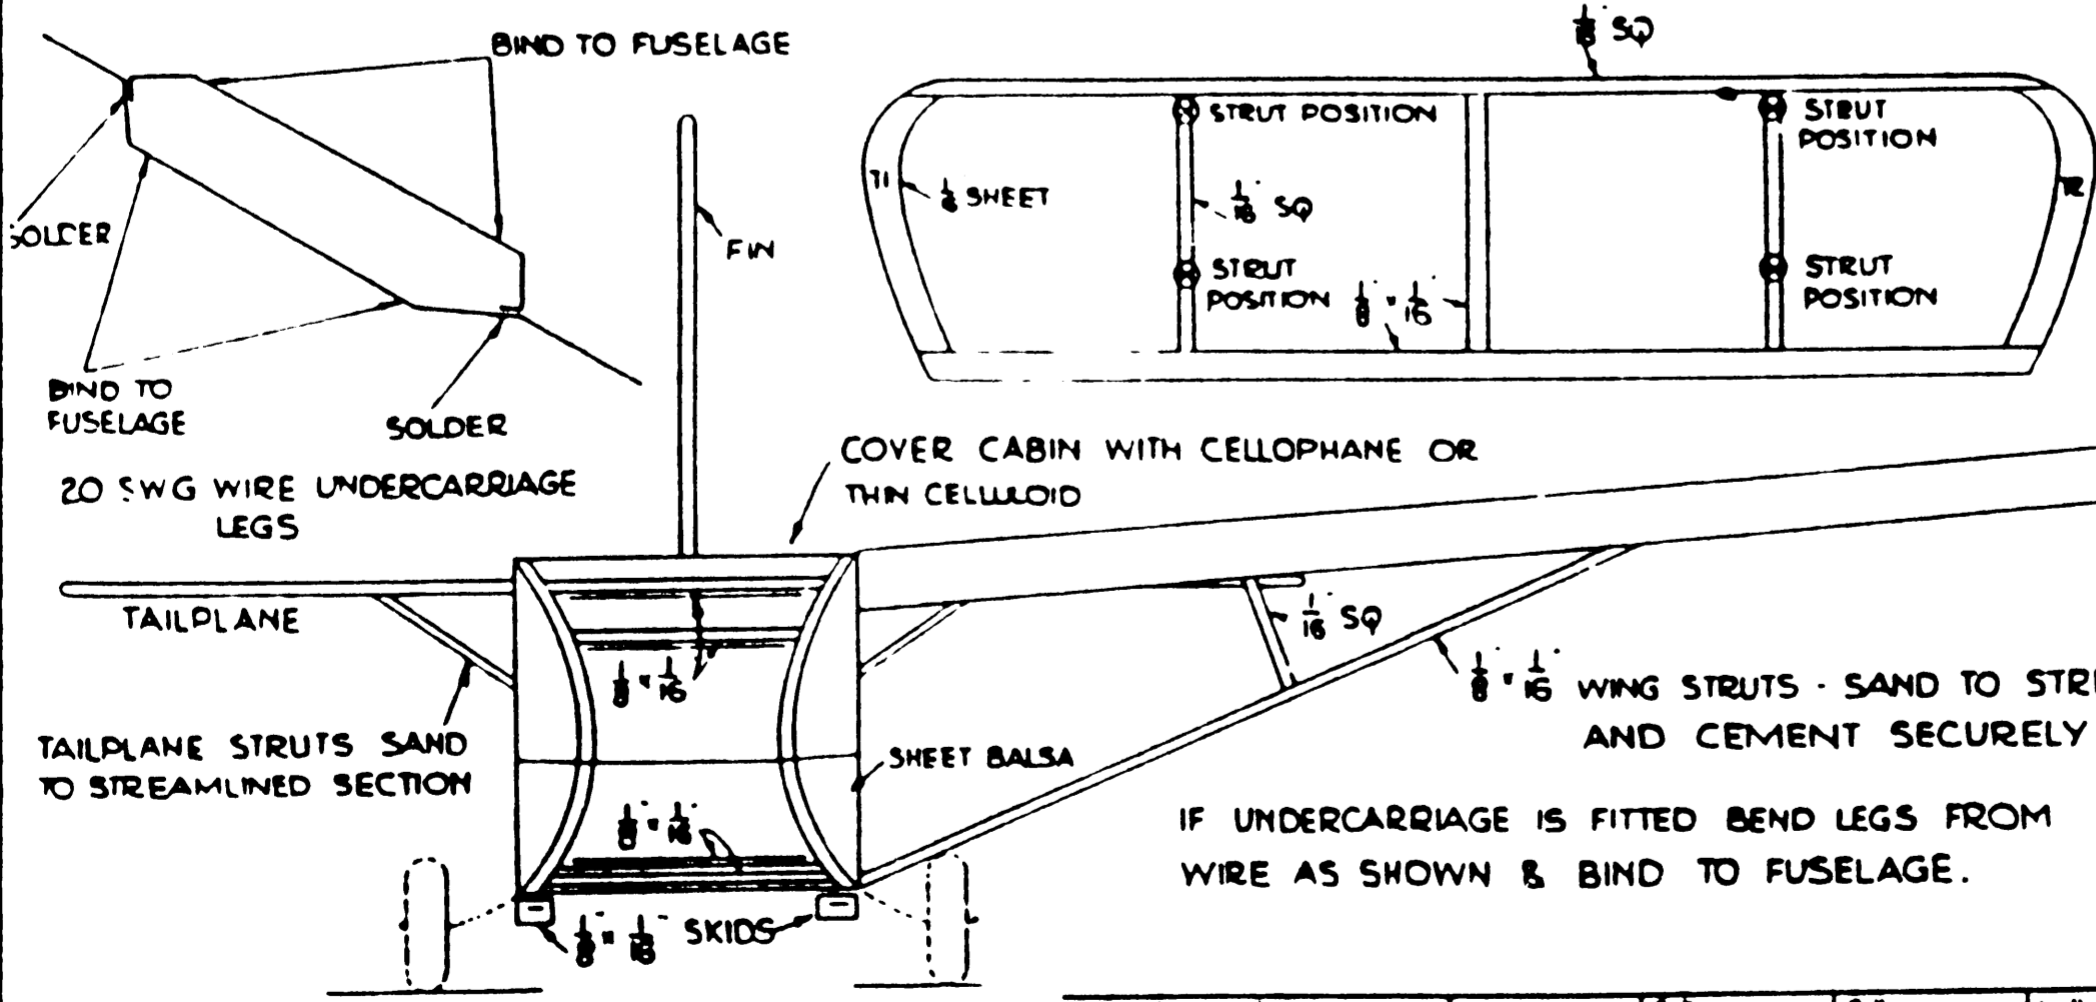 BIND TO FUSELAGE
SOLDER
BIND TO
FUSELAGE
SOLDER
20 SWG WIRE UNDERCARRIAGE
LEGS
FIN
1/8" SQ
STRUT POSITION
STRUT
POSITION
T1
SHEET
1/16" SQ
T2
STRUT
POSITION
1/8" x 1/16"
STRUT
POSITION
COVER CABIN WITH CELLOPHANE OR
THIN CELLULOID
TAILPLANE
1/16" SQ
1/8" x 1/16"
1/8" x 1/16" WING STRUTS - SAND TO
AND CEMENT SECURELY
TAILPLANE STRUTS SAND
TO STREAMLINED SECTION
SHEET BALSA
1/8" x 1/16"
IF UNDERCARRIAGE IS FITTED BEND LEGS FROM
WIRE AS SHOWN & BIND TO FUSELAGE.
1/8" x 1/16" SKIDS